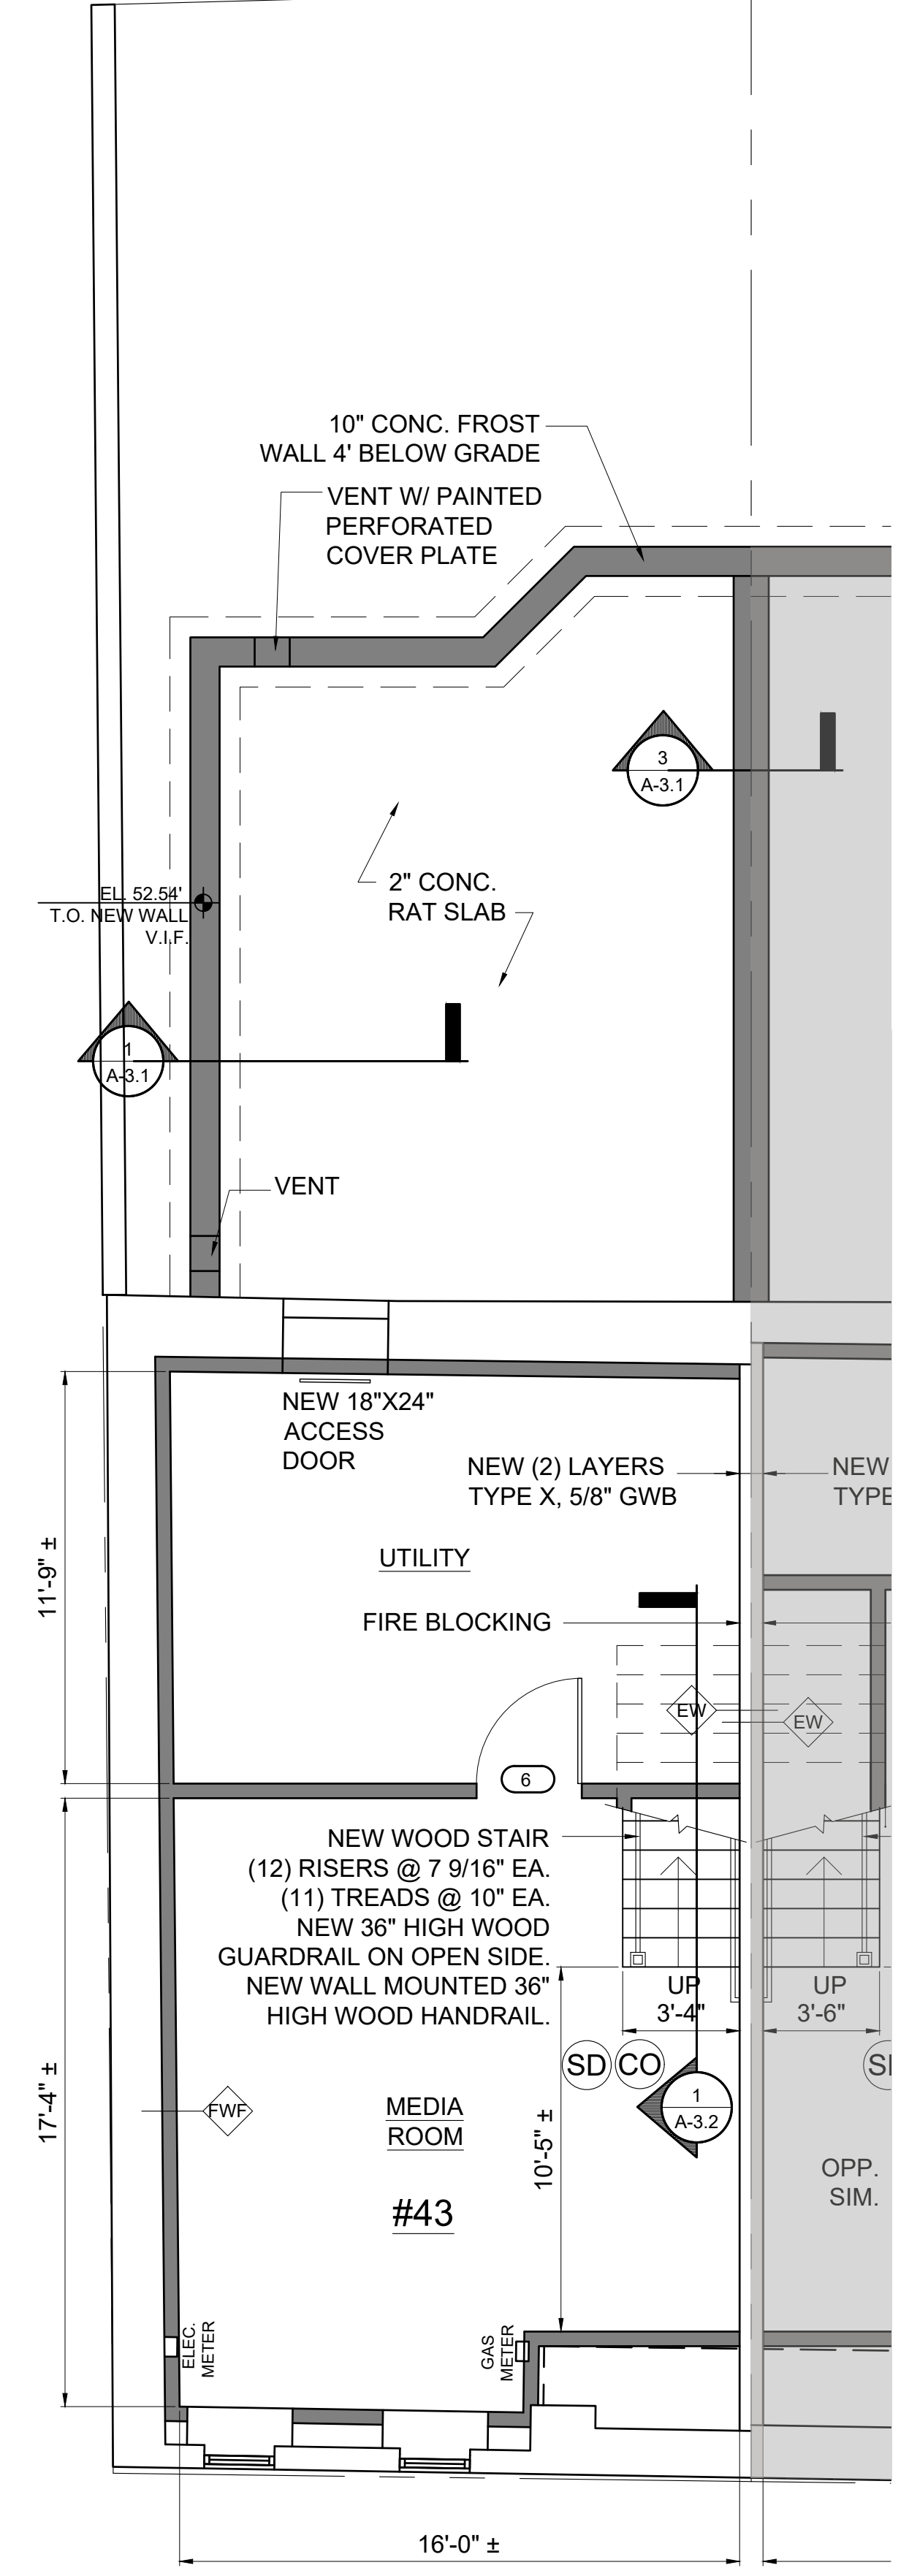 10" CONC. FROST
WALL 4' BELOW GRADE
VENT W/ PAINTED
PERFORATED
COVER PLATE
3
A-3.1
2" CONC.
RAT SLAB
EL. 52.54'
T.O. NEW WALL
V.I.F.
1
A-3.1
VENT
NEW 18"X24"
ACCESS
DOOR
NEW (2) LAYERS
TYPE X, 5/8" GWB
NEW
TYPE
UTILITY
11'-9" ±
FIRE BLOCKING
EW
EW
6
NEW WOOD STAIR
(12) RISERS @ 7 9/16" EA.
(11) TREADS @ 10" EA.
NEW 36" HIGH WOOD
GUARDRAIL ON OPEN SIDE.
NEW WALL MOUNTED 36"
HIGH WOOD HANDRAIL.
UP
3'-4"
UP
3'-6"
SD
CO
1
A-3.2
17'-4" ±
FWF
MEDIA
ROOM
10'-5" ±
OPP.
SIM.
#43
ELEC.
METER
GAS
METER
16'-0" ±